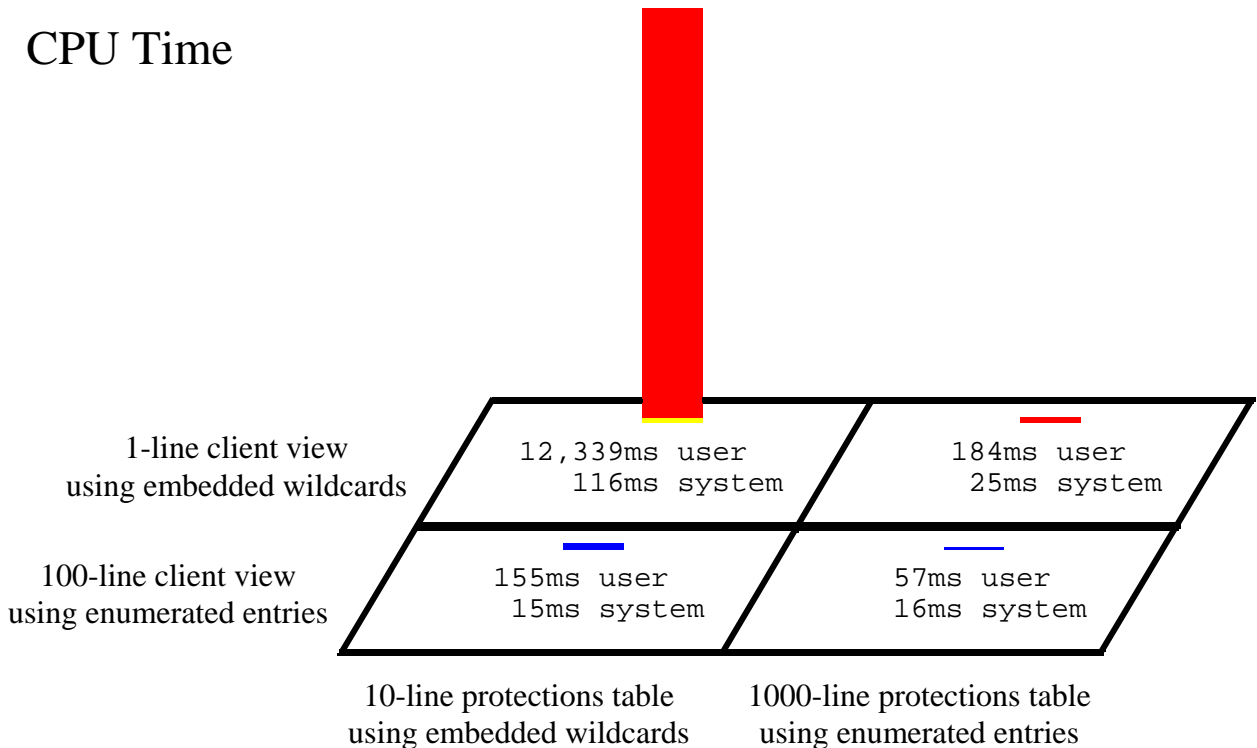 CPU Time
1-line client view
using embedded wildcards
12,339ms user
116ms system
184ms user
25ms system
100-line client view
using enumerated entries
155ms user
15ms system
57ms user
16ms system
10-line protections table
using embedded wildcards
1000-line protections table
using enumerated entries